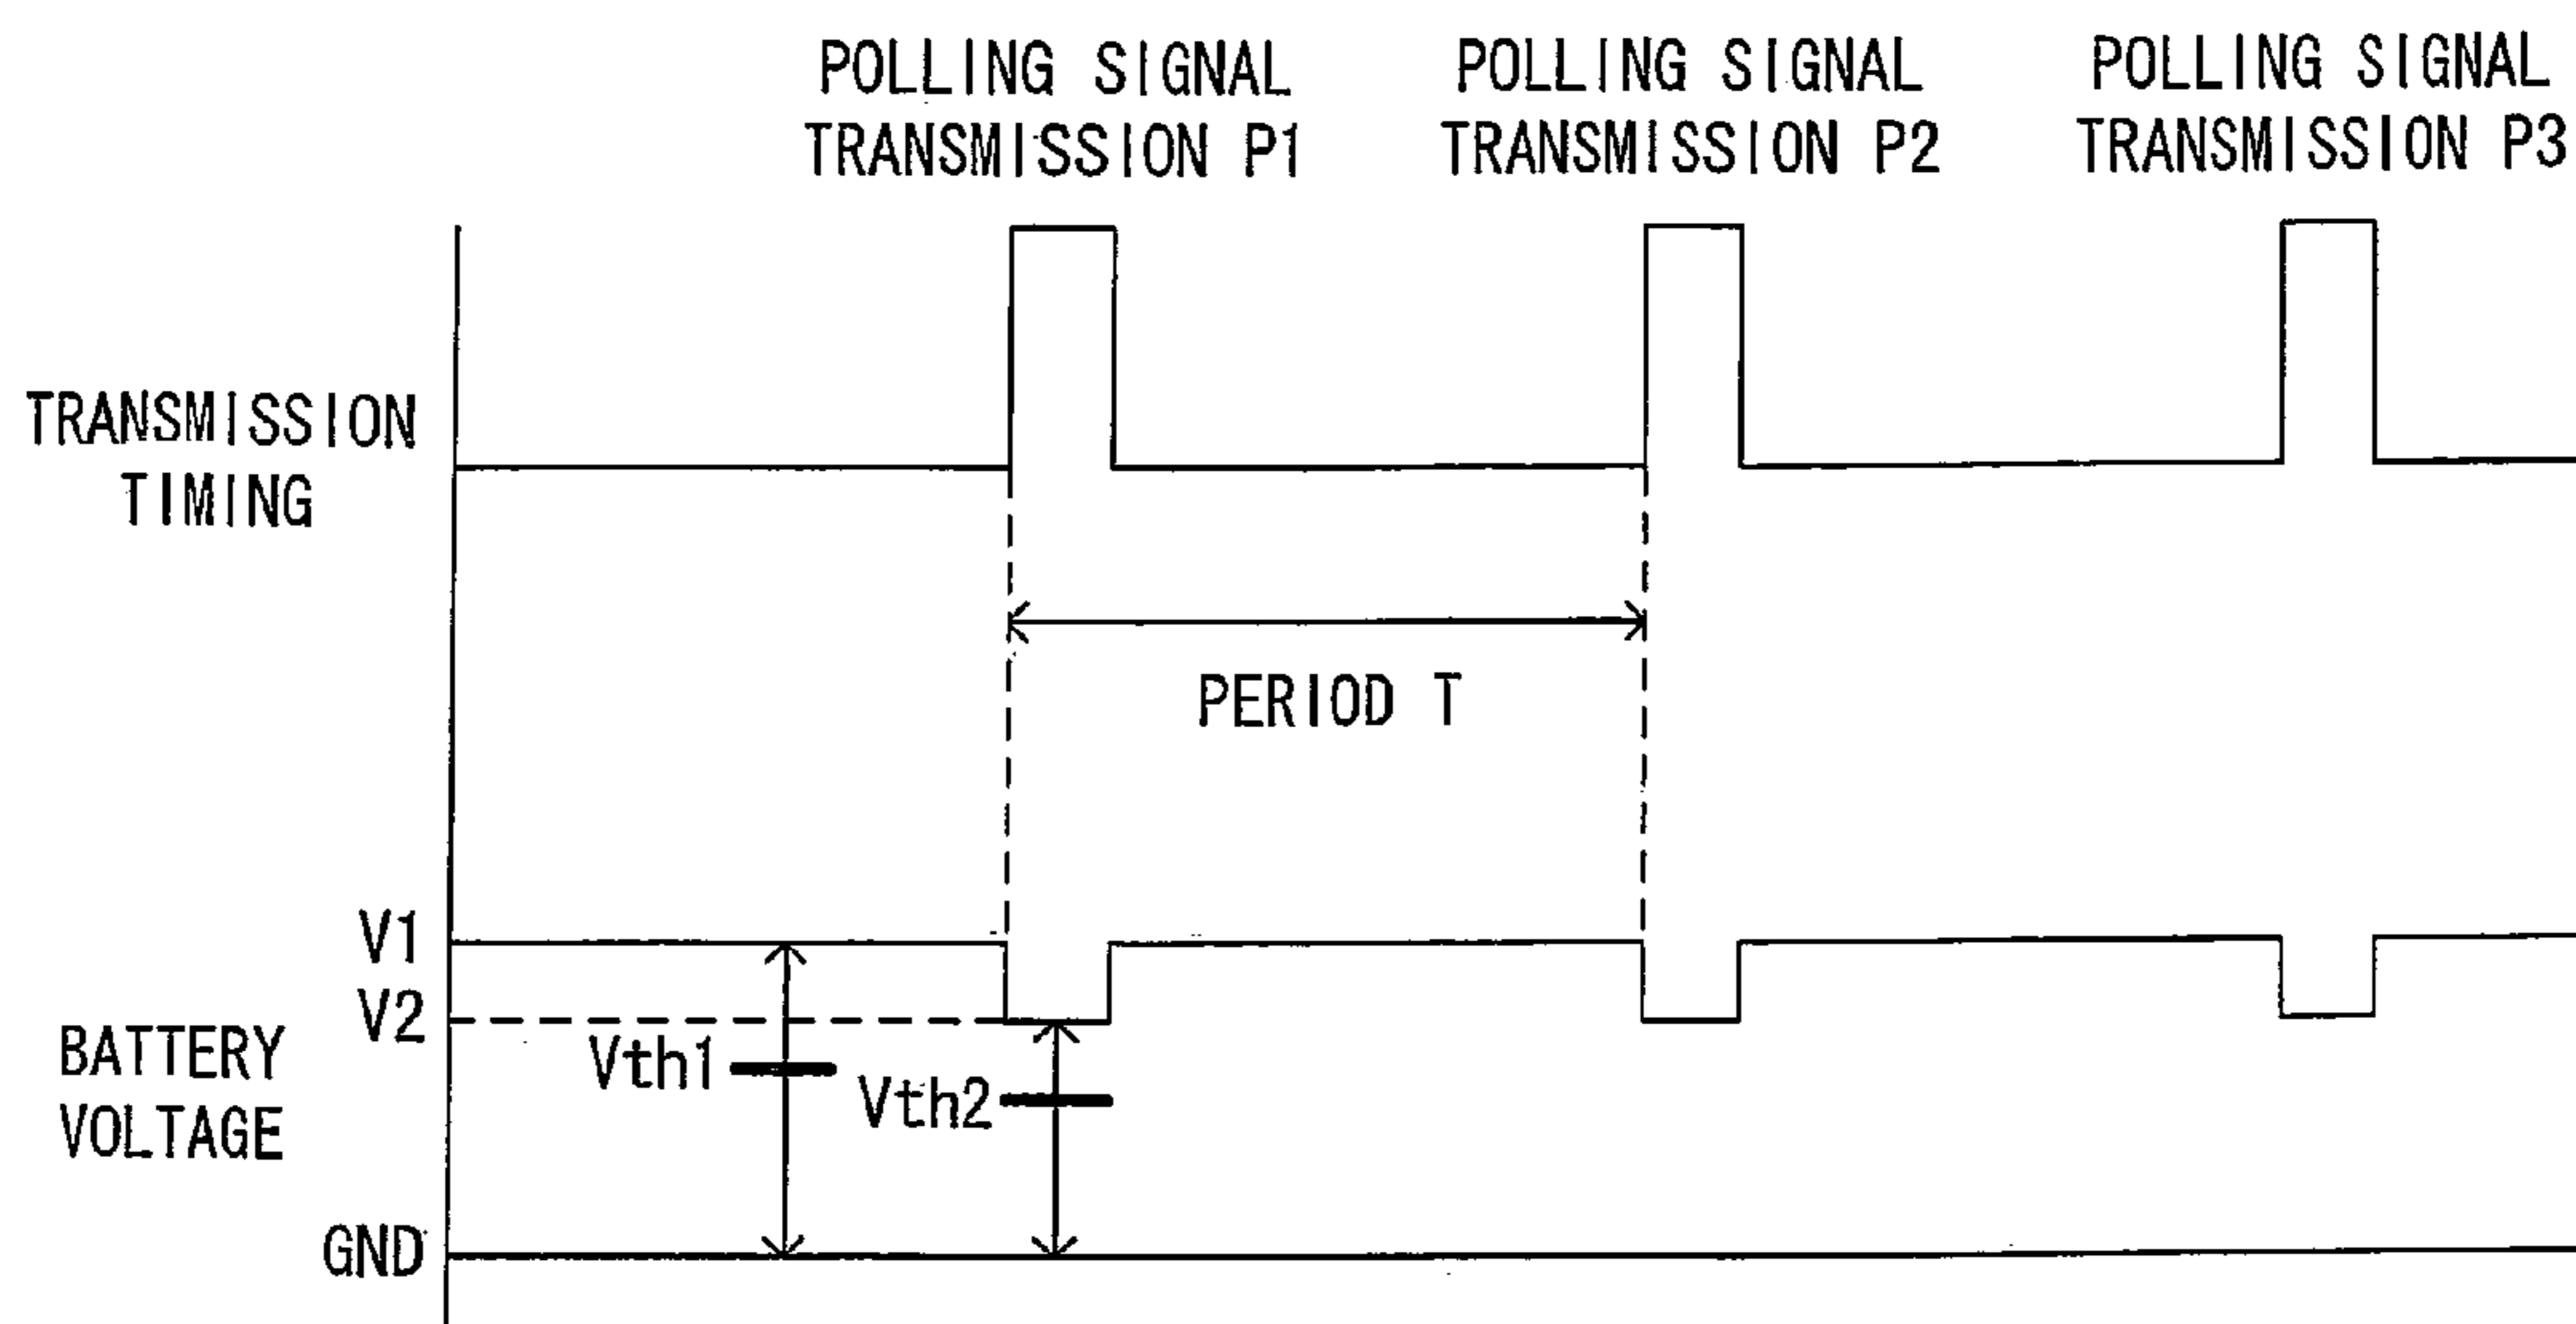 POLLING SIGNAL
TRANSMISSION P1
POLLING SIGNAL
TRANSMISSION P2
POLLING SIGNAL
TRANSMISSION P3
TRANSMISSION
TIMING
PERIOD T
V1
V2
BATTERY
VOLTAGE
Vth1
Vth2
GND